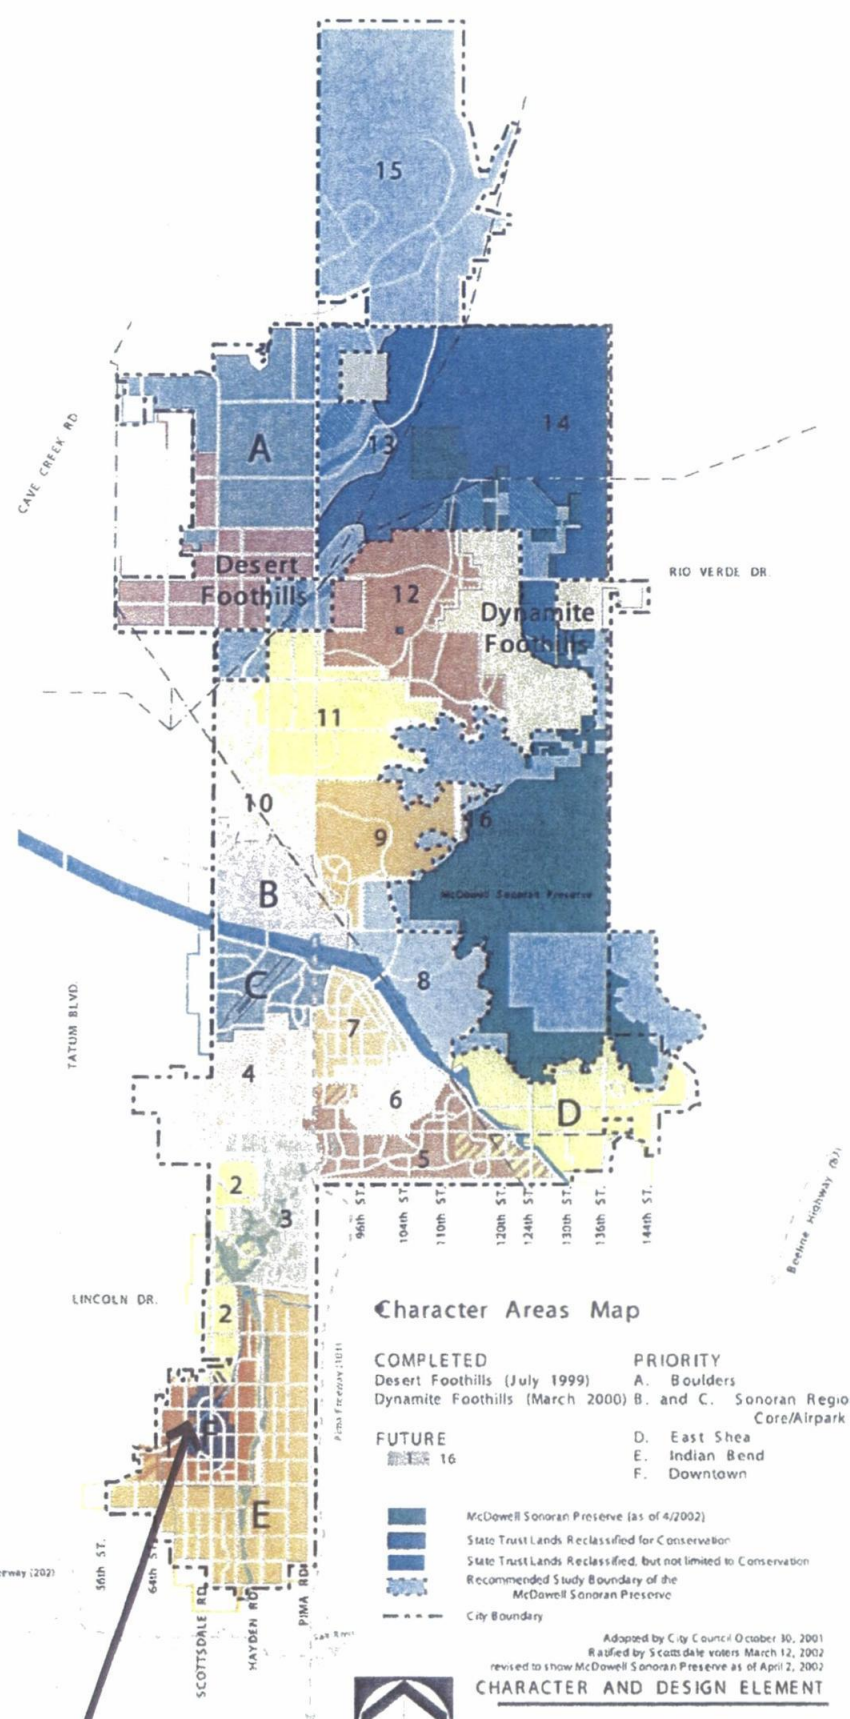 15
14
A
13
CAVE CREEK RD
Desert
Foothills
12
RIO VERDE DR.
Dynamite
Foothills
11
10
16
9
B
McDowell Sonoran Preserve
8
C
TATUM BLVD.
7
4
6
D
5
2
3
96th ST.
104th ST.
110th ST.
120th ST.
124th ST.
130th ST.
136th ST.
144th ST.
Beeline Highway (87)
LINCOLN DR.
2
Pima Freeway (101)
E
56th ST.
64th ST.
SCOTTSDALE RD.
HAYDEN RD.
PIMA RD.
Character Areas Map
COMPLETED
Desert Foothills (July 1999)
Dynamite Foothills (March 2000)
FUTURE
16
PRIORITY
A. Boulders
B. and C. Sonoran Regio
Core/Airpark
D. East Shea
E. Indian Bend
F. Downtown
McDowell Sonoran Preserve (as of 4/2002)
State Trust Lands Reclassified for Conservation
State Trust Lands Reclassified, but not limited to Conservation
Recommended Study Boundary of the
McDowell Sonoran Preserve
City Boundary
Adopted by City Council October 30, 2001
Ratified by Scottsdale voters March 12, 2002
revised to show McDowell Sonoran Preserve as of April 2, 2002
CHARACTER AND DESIGN ELEMENT